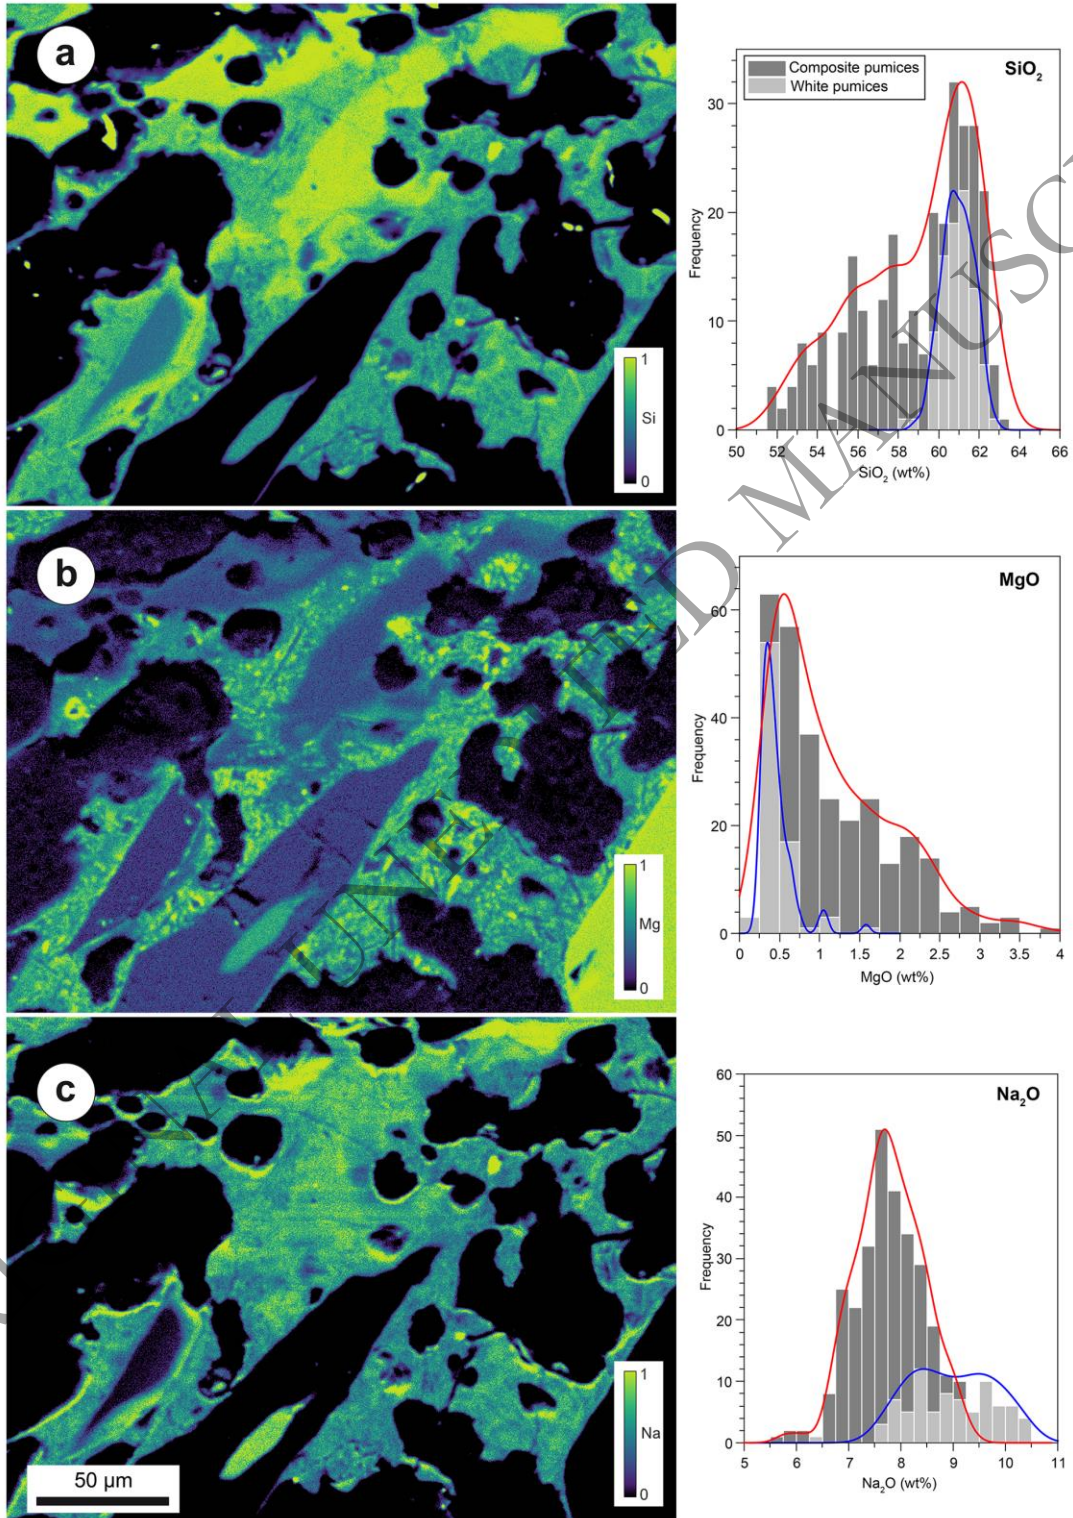 a
1
Si
0
SiO2
Composite pumices
White pumices
Frequency
30
20
10
0
50 52 54 56 58 60 62 64 66
SiO2 (wt%)
b
1
Mg
0
MgO
Frequency
60
40
20
0
0 0.5 1 1.5 2 2.5 3 3.5 4
MgO (wt%)
c
1
Na
0
50 µm
Na2O
Frequency
60
50
40
30
20
10
0
5 6 7 8 9 10 11
Na2O (wt%)